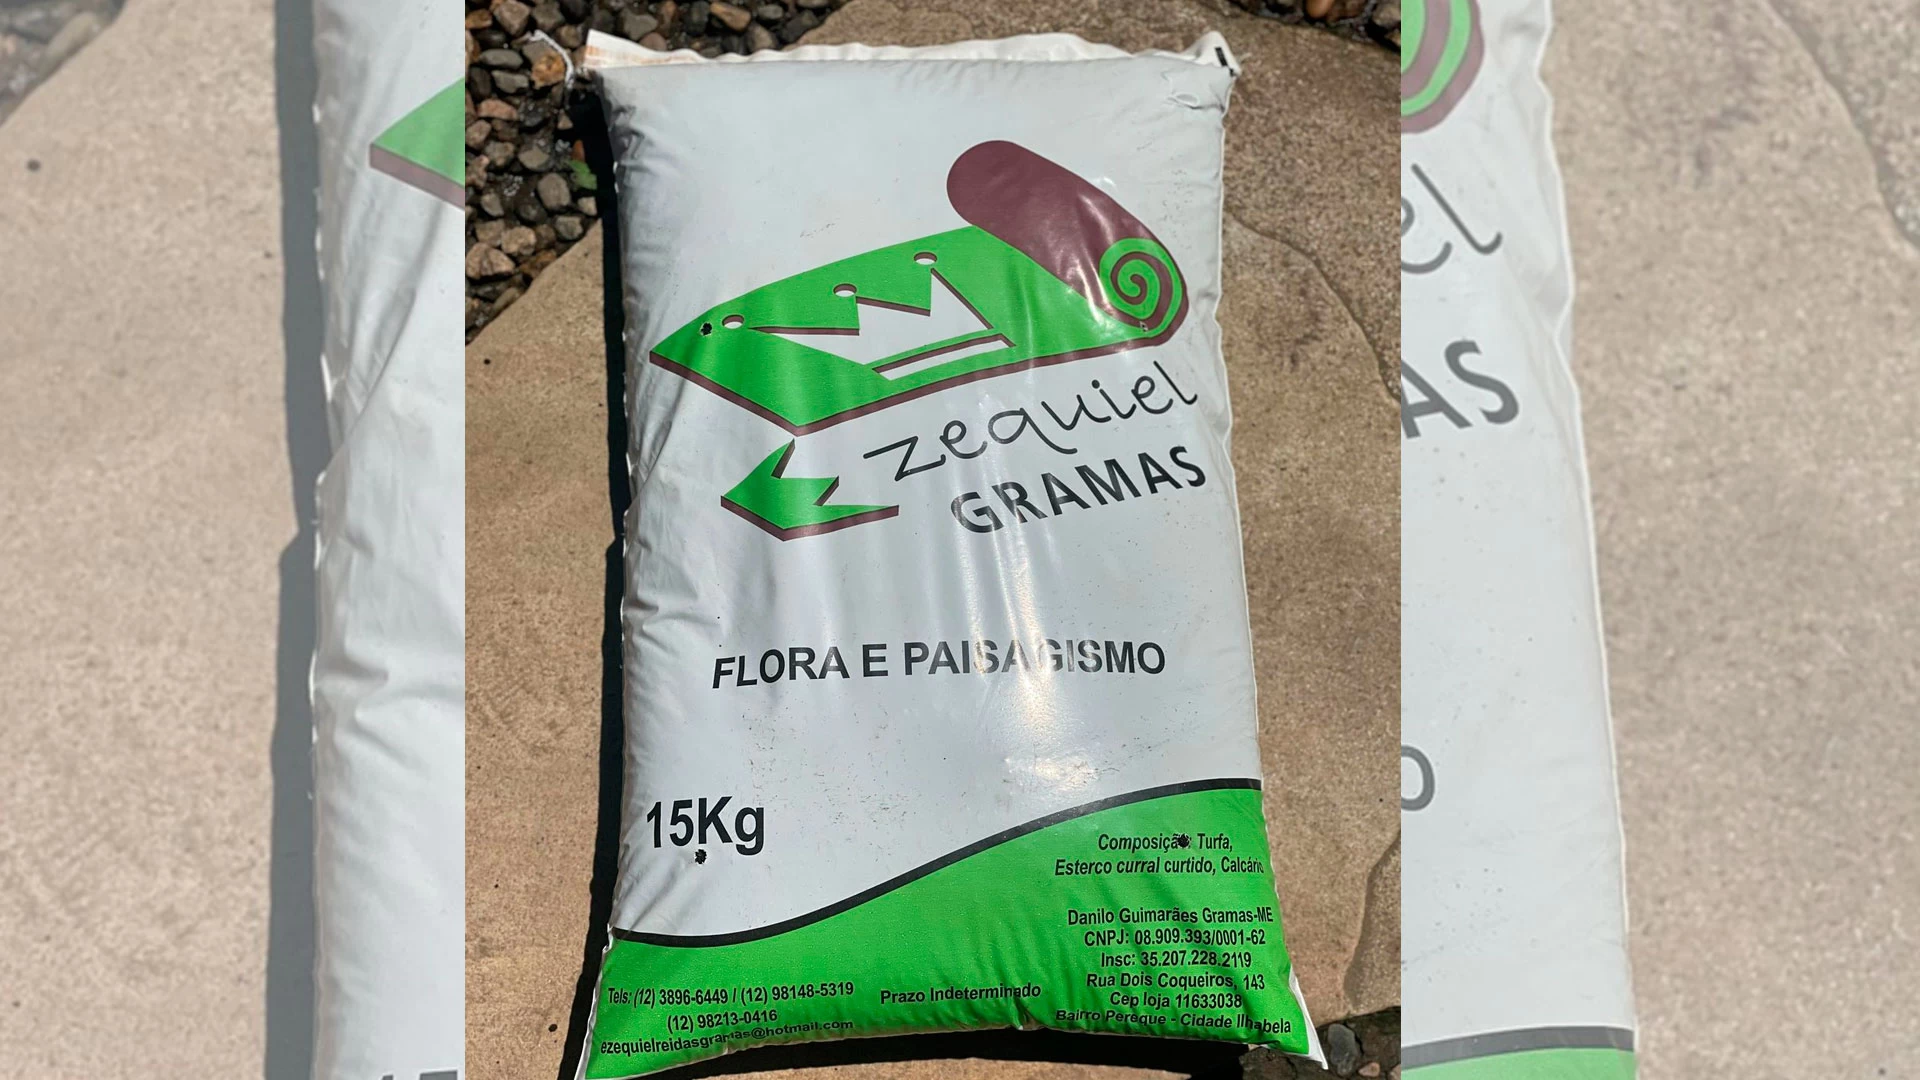 Ezequiel
GRAMAS
FLORA E PAISAGISMO
15Kg
Composição: Turfa,
Esterco curral curtido, Calcário
Danilo Guimarães Gramas-ME
CNPJ: 08.909.393/0001-62
Insc: 35.207.228.2119
Rua Dois Coqueiros, 143
Cep loja 11633038
Bairro Perêque - Cidade Ilhabela
Prazo Indeterminado
Tels: (12) 3896-6449 / (12) 98148-5319
(12) 98213-0416
ezequielreidasgramas@hotmail.com